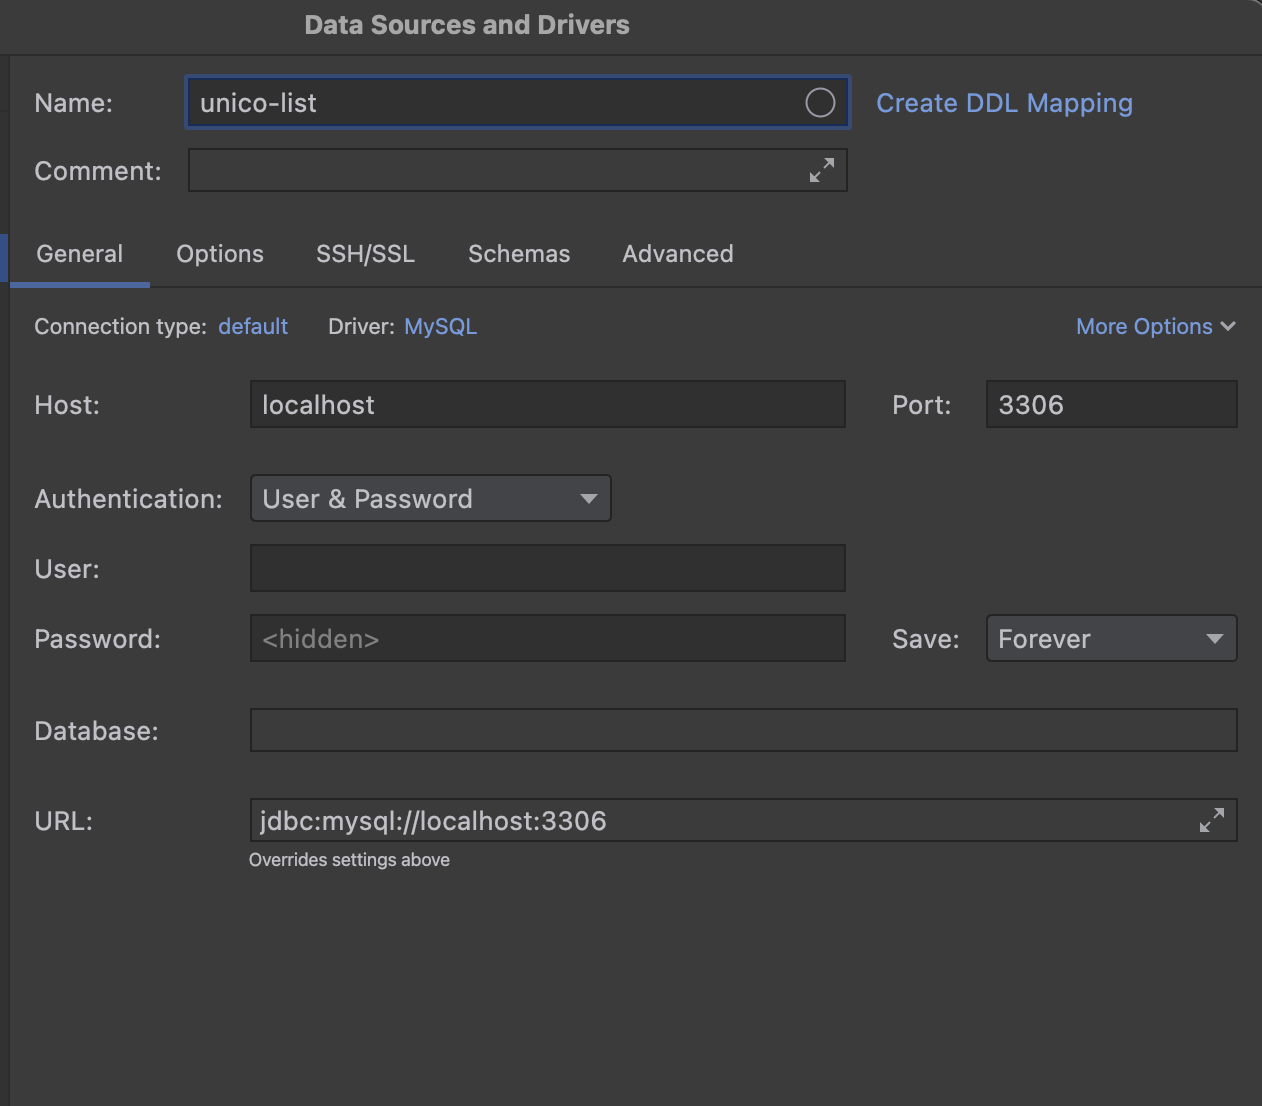 Data Sources and Drivers
Name: unico-list Create DDL Mapping
Comment:
General Options SSH/SSL Schemas Advanced
Connection type: default Driver: MySQL More Options
Host: localhost Port: 3306
Authentication: User & Password
User:
Password: <hidden> Save: Forever
Database:
URL: jdbc:mysql://localhost:3306
Overrides settings above